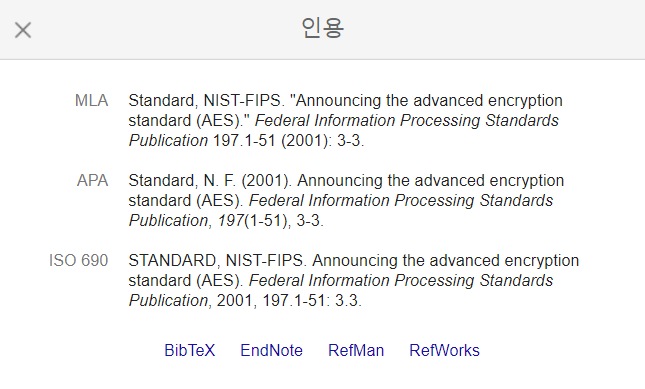 인용
MLA Standard, NIST-FIPS. "Announcing the advanced encryption
standard (AES)." Federal Information Processing Standards
Publication 197.1-51 (2001): 3-3.
APA Standard, N. F. (2001). Announcing the advanced encryption
standard (AES). Federal Information Processing Standards
Publication, 197(1-51), 3-3.
ISO 690 STANDARD, NIST-FIPS. Announcing the advanced encryption
standard (AES). Federal Information Processing Standards
Publication, 2001, 197.1-51: 3.3.
BibTeX EndNote RefMan RefWorks